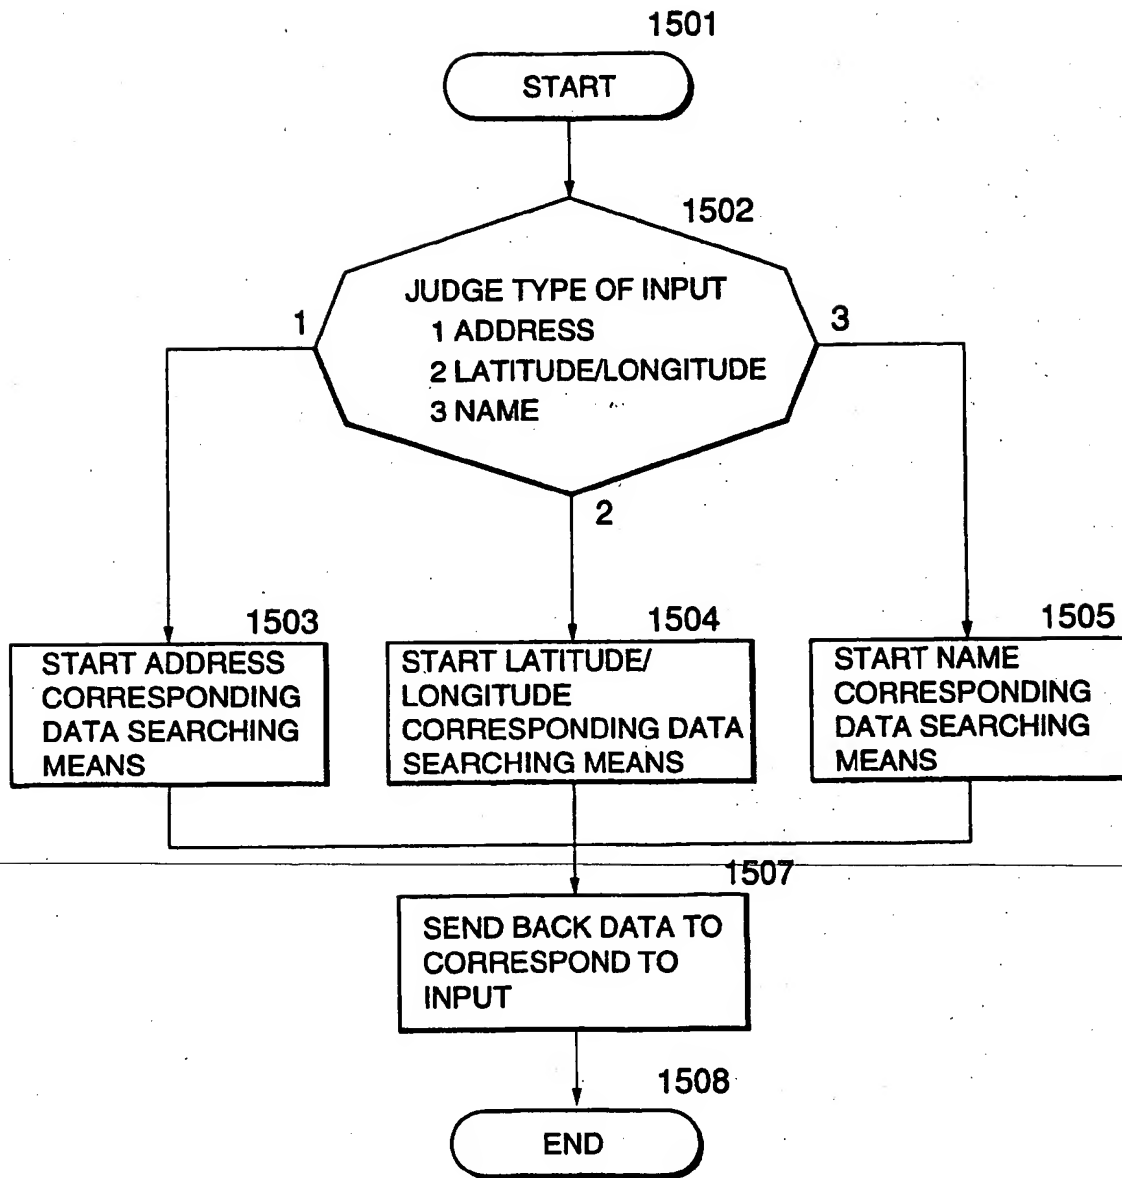 1501
START
1502
JUDGE TYPE OF INPUT
1 ADDRESS
2 LATITUDE/LONGITUDE
3 NAME
1
3
2
1503
START ADDRESS
CORRESPONDING
DATA SEARCHING
MEANS
1504
START LATITUDE/
LONGITUDE
CORRESPONDING DATA
SEARCHING MEANS
1505
START NAME
CORRESPONDING
DATA SEARCHING
MEANS
1507
SEND BACK DATA TO
CORRESPOND TO
INPUT
1508
END